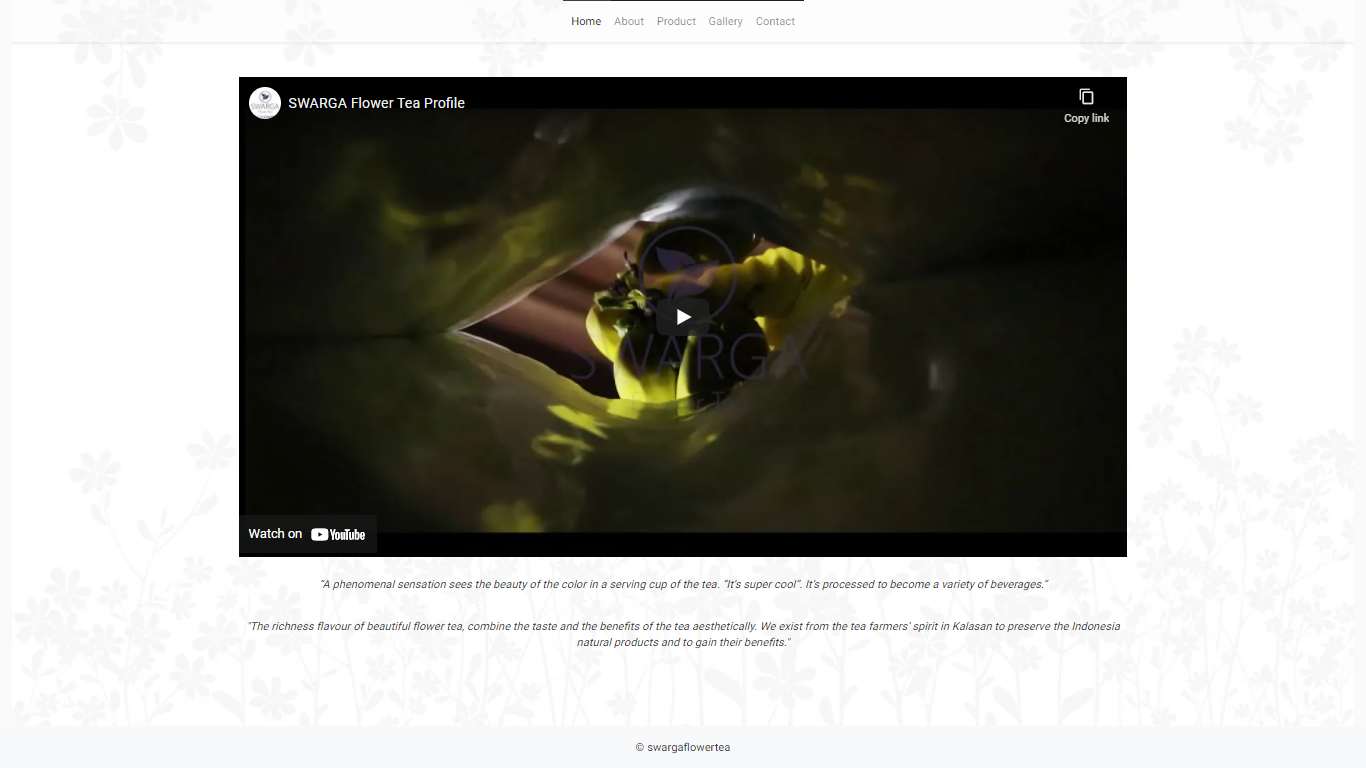 Home About Product Gallery Contact
SWARGA Flower Tea Profile
Copy link
SWARGA
Watch on YouTube
"A phenomenal sensation sees the beauty of the color in a serving cup of the tea. "It's super cool". It's processed to become a variety of beverages."
"The richness flavour of beautiful flower tea, combine the taste and the benefits of the tea aesthetically. We exist from the tea farmers' spirit in Kalasan to preserve the Indonesia
natural products and to gain their benefits."
© swargaflowertea